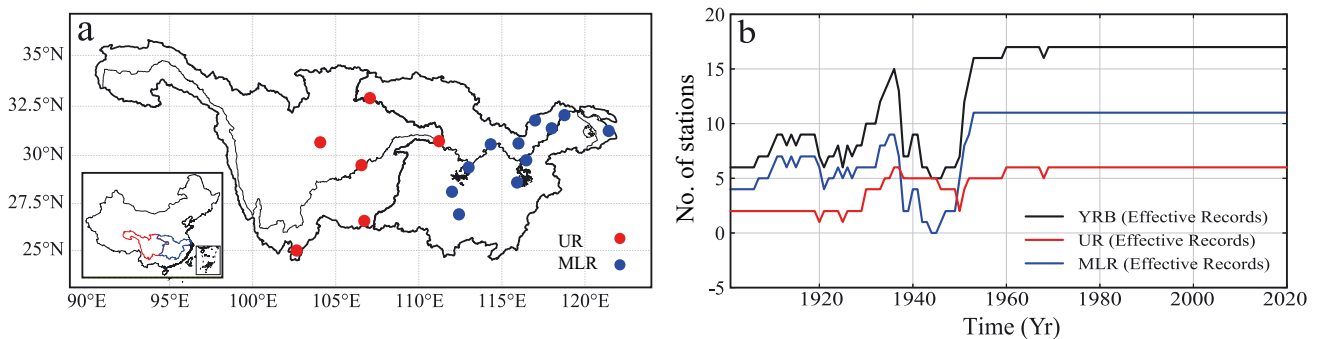 a
35°N
32.5°N
30°N
27.5°N
25°N
90°E
95°E
100°E
105°E
110°E
115°E
120°E
UR
MLR
b
No. of stations
20
15
10
5
0
-5
1920
1940
1960
1980
2000
2020
Time (Yr)
YRB (Effective Records)
UR (Effective Records)
MLR (Effective Records)